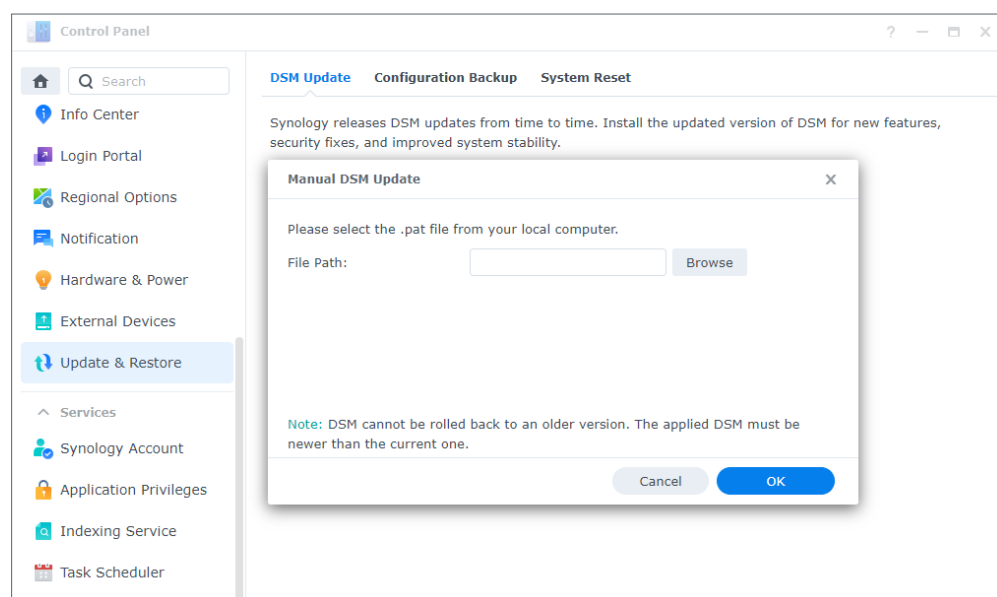 Control Panel
Search
Info Center
Login Portal
Regional Options
Notification
Hardware & Power
External Devices
Update & Restore
Services
Synology Account
Application Privileges
Indexing Service
Task Scheduler
DSM Update Configuration Backup System Reset
Synology releases DSM updates from time to time. Install the updated version of DSM for new features,
security fixes, and improved system stability.
Manual DSM Update
Please select the .pat file from your local computer.
File Path: Browse
Note: DSM cannot be rolled back to an older version. The applied DSM must be
newer than the current one.
Cancel OK